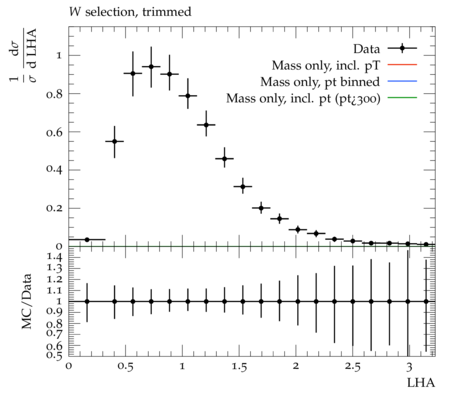 W selection, trimmed
1/σ dσ/d LHA
Data
Mass only, incl. pT
Mass only, pt binned
Mass only, incl. pt (pt¿300)
1
0.8
0.6
0.4
0.2
0
MC/Data
1.4
1.3
1.2
1.1
1
0.9
0.8
0.7
0.6
0.5
0 0.5 1 1.5 2 2.5 3
LHA